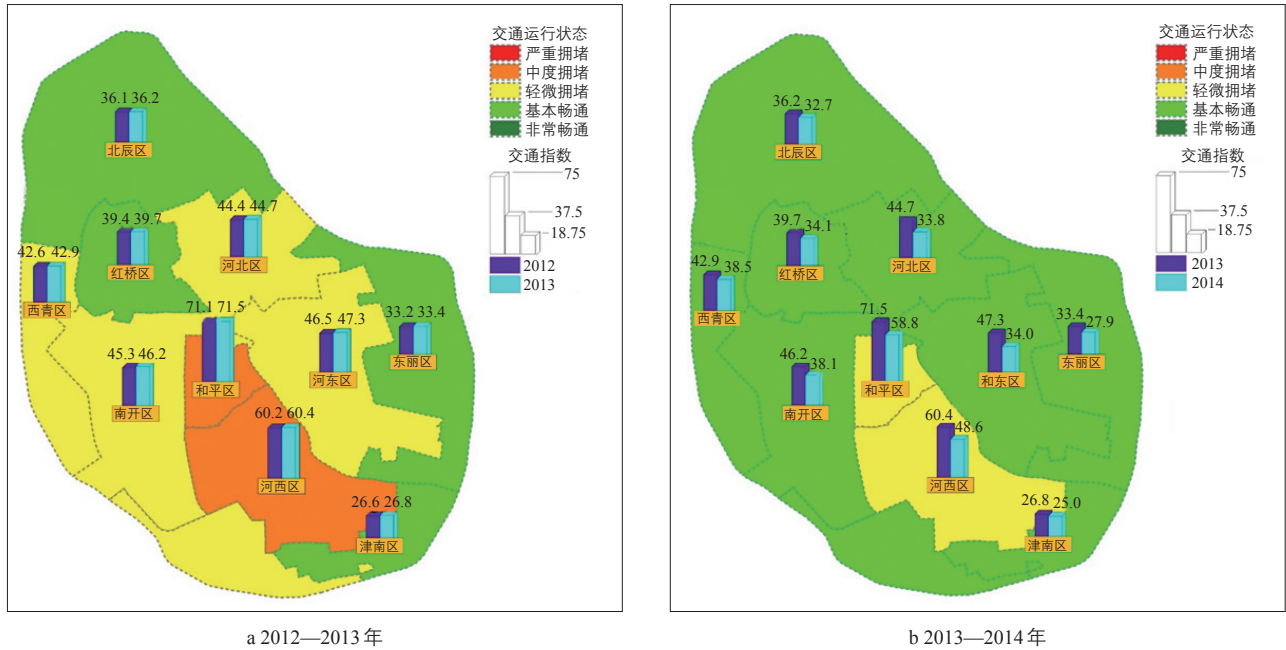 交通运行状态
严重拥堵
中度拥堵
轻微拥堵
基本畅通
非常畅通
交通指数
75
37.5
18.75
2012
2013
36.1 36.2
北辰区
39.4 39.7
红桥区
44.4 44.7
河北区
42.6 42.9
西青区
71.1 71.5
和平区
46.5 47.3
河东区
33.2 33.4
东丽区
45.3 46.2
南开区
60.2 60.4
河西区
26.6 26.8
津南区
a 2012—2013年
交通运行状态
严重拥堵
中度拥堵
轻微拥堵
基本畅通
非常畅通
交通指数
75
37.5
18.75
2013
2014
36.2 32.7
北辰区
39.7 34.1
红桥区
44.7 33.8
河北区
42.9 38.5
西青区
71.5 58.8
和平区
47.3 34.0
和东区
33.4 27.9
东丽区
46.2 38.1
南开区
60.4 48.6
河西区
26.8 25.0
津南区
b 2013—2014年